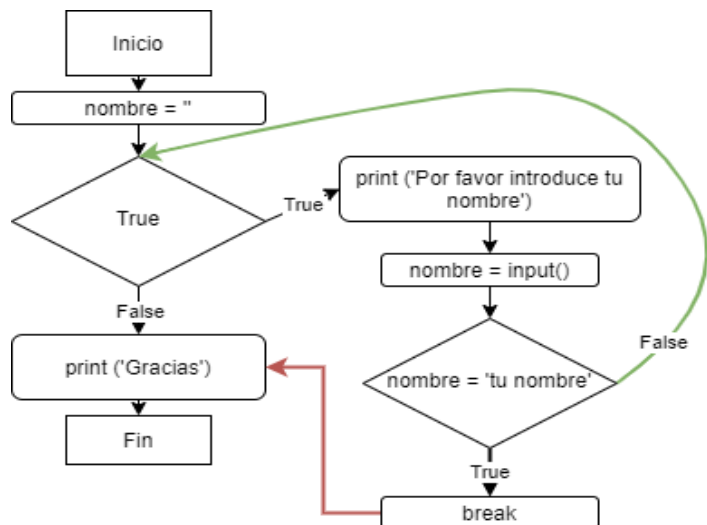 Inicio
nombre = ''
True
True
print ('Por favor introduce tu
nombre')
nombre = input()
nombre = 'tu nombre'
False
True
break
False
print ('Gracias')
Fin